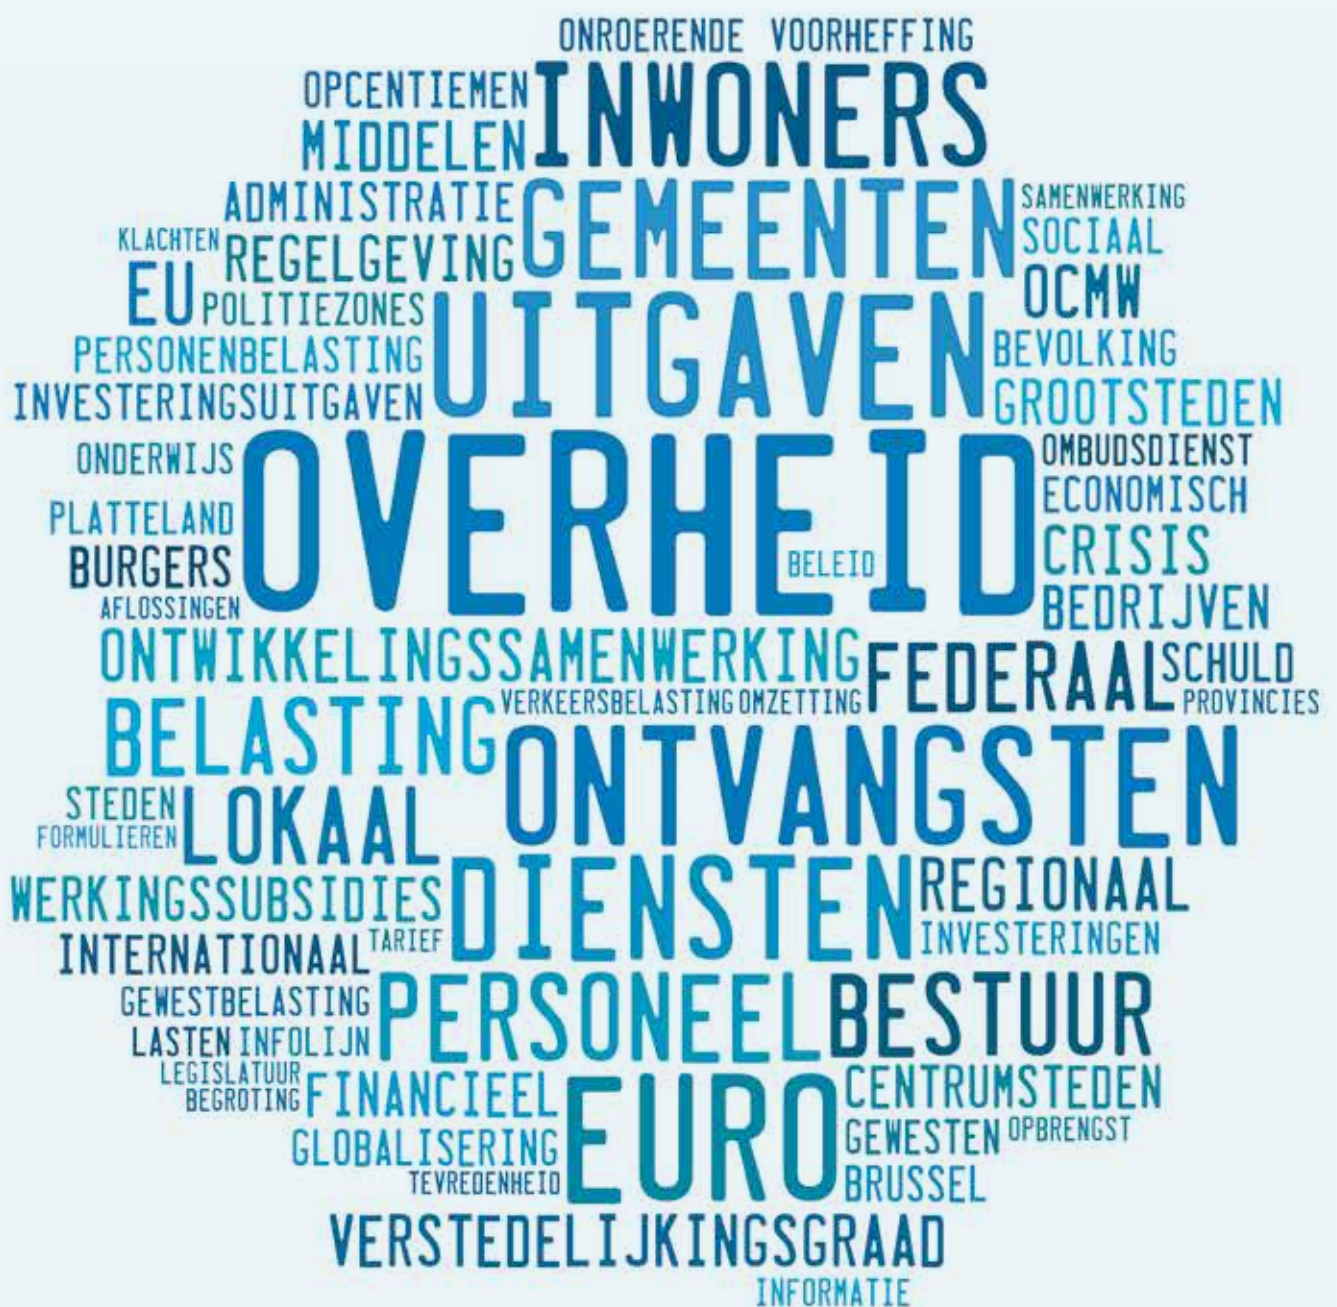 ONROERENDE VOORHEFFING
OPCENTIEMEN
INWONERS
MIDDELEN
ADMINISTRATIE
GEMEENTEN
SAMENWERKING
KLACHTEN
REGELGEVING
SOCIAAL
EU
POLITIEZONES
UITGAVEN
OCMW
PERSONENBELASTING
BEVOLKING
INVESTERINGSUITGAVEN
GROOTSTEDEN
ONDERWIJS
OVERHEID
OMBUDSDIENST
PLATTELAND
ECONOMISCH
BURGERS
BELEID
CRISIS
AFLOSSINGEN
BEDRIJVEN
ONTWIKKELINGSSAMENWERKING
FEDERAAL
SCHULD
BELASTING
VERKEERSBELASTING
OMZETTING
PROVINCIES
ONTVANGSTEN
STEDEN
LOKAAL
FORMULIEREN
WERKINGSSUBSIDIES
DIENSTEN
REGIONAAL
INTERNATIONAAL
TARIEF
INVESTERINGEN
GEWESTBELASTING
PERSONEEL
BESTUUR
LASTEN
INFOLIJN
LEGISLATUUR
FINANCIEEL
EURO
CENTRUMSTEDEN
BEGROTING
GLOBALISERING
GEWESTEN
OPBRENGST
TEVREDENHEID
BRUSSEL
VERSTEDELIJKINGSGRAAD
INFORMATIE